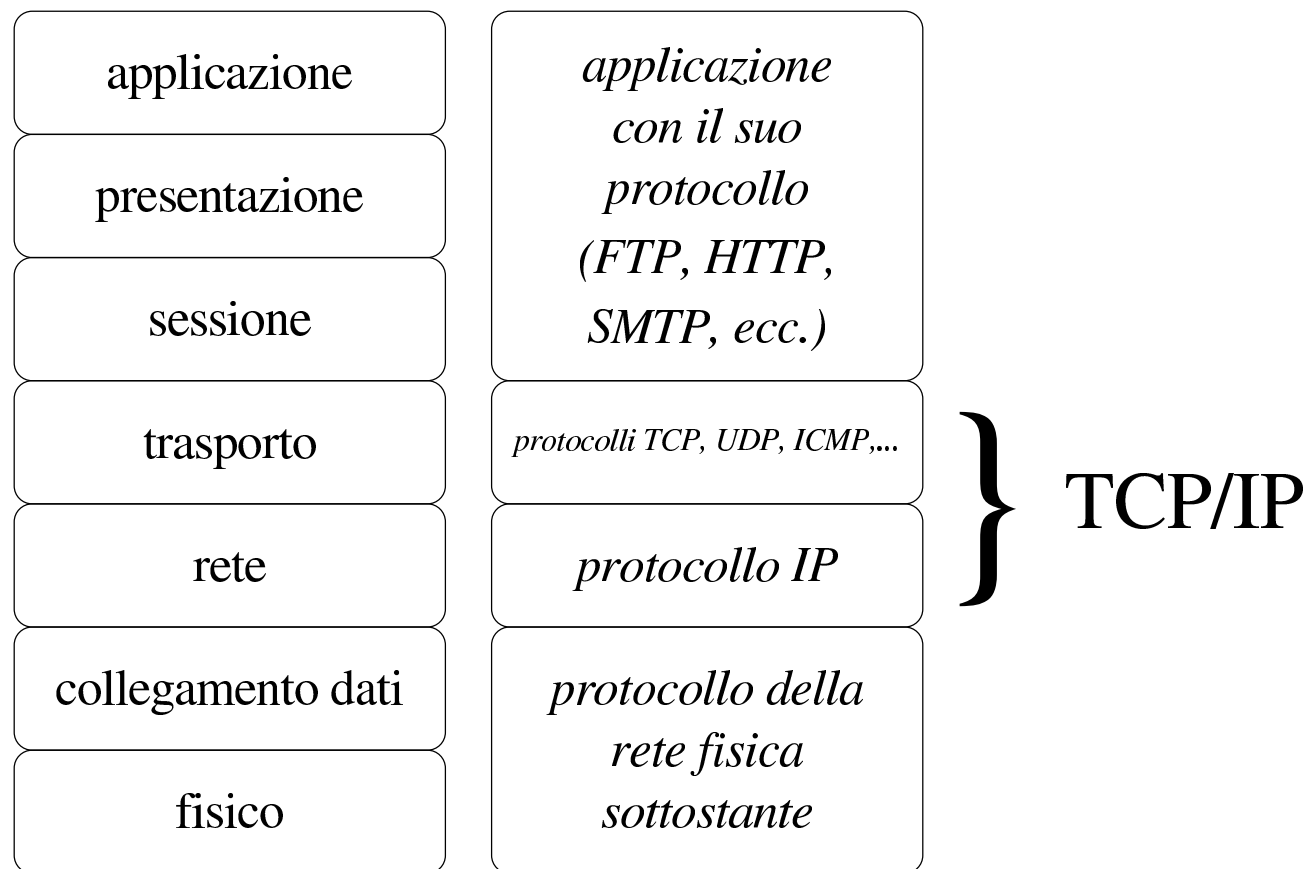 applicazione
presentazione
sessione
trasporto
rete
collegamento dati
fisico
applicazione
con il suo
protocollo
(FTP, HTTP,
SMTP, ecc.)
protocolli TCP, UDP, ICMP,...
protocollo IP
protocollo della
rete fisica
sottostante
} TCP/IP